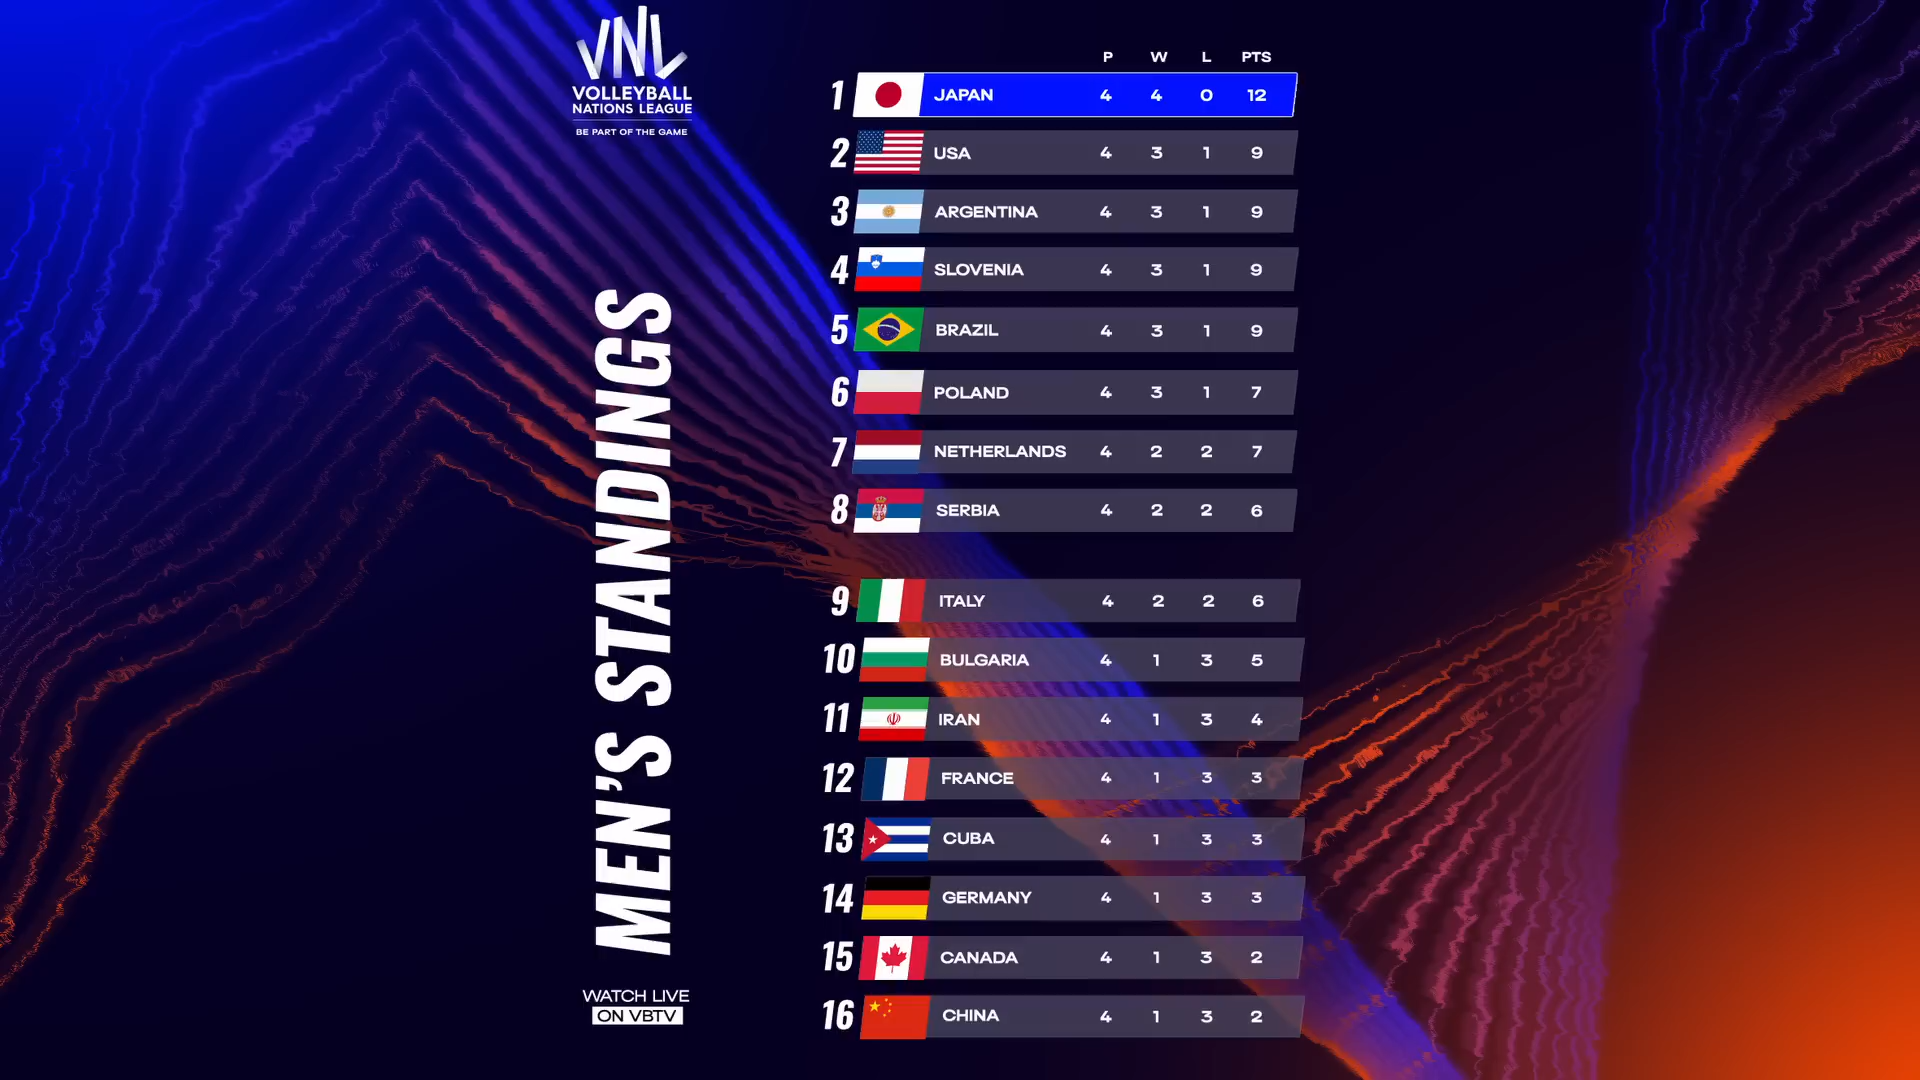 VNL
VOLLEYBALL
NATIONS LEAGUE
BE PART OF THE GAME
MEN'S STANDINGS
WATCH LIVE
ON VBTV
P W L PTS
1 JAPAN 4 4 0 12
2 USA 4 3 1 9
3 ARGENTINA 4 3 1 9
4 SLOVENIA 4 3 1 9
5 BRAZIL 4 3 1 9
6 POLAND 4 3 1 7
7 NETHERLANDS 4 2 2 7
8 SERBIA 4 2 2 6
9 ITALY 4 2 2 6
10 BULGARIA 4 1 3 5
11 IRAN 4 1 3 4
12 FRANCE 4 1 3 3
13 CUBA 4 1 3 3
14 GERMANY 4 1 3 3
15 CANADA 4 1 3 2
16 CHINA 4 1 3 2